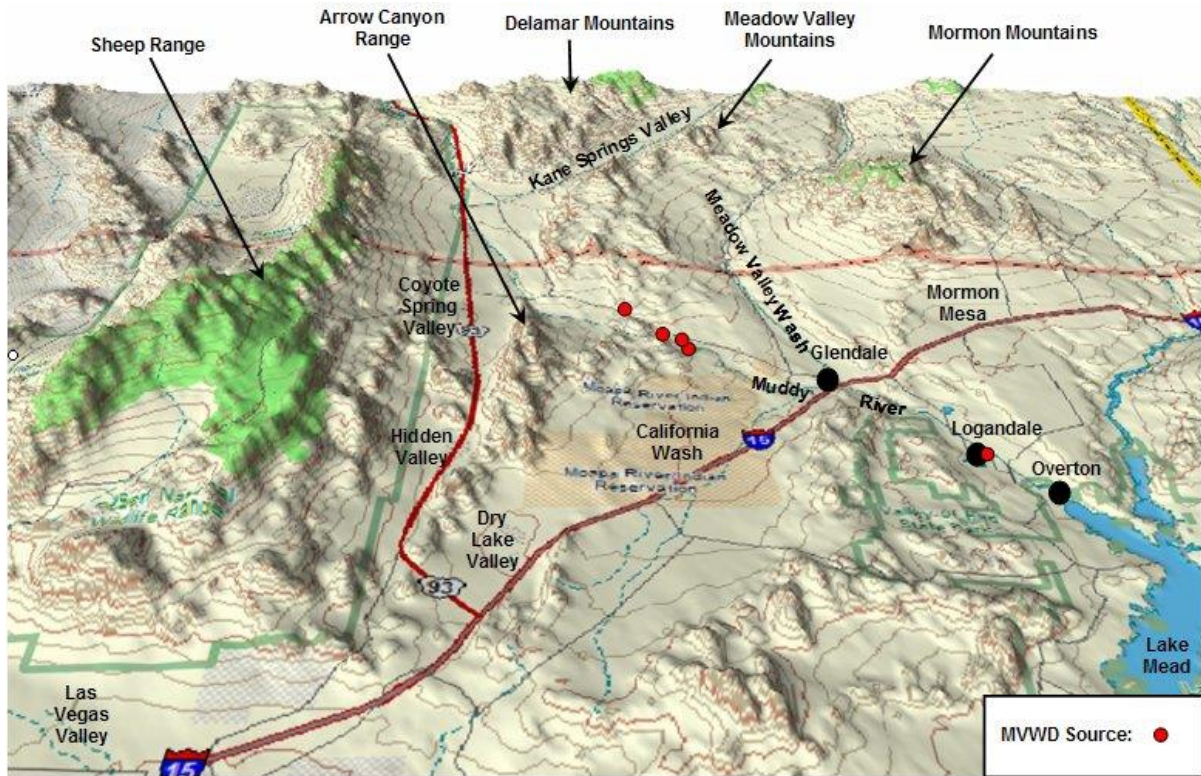 Sheep Range
Arrow Canyon
Range
Delamar Mountains
Meadow Valley
Mountains
Mormon Mountains
Kane Springs Valley
Meadow Valley Wash
Coyote
Spring
Valley
Mormon
Mesa
Glendale
Muddy River
Moapa River Indian
Reservation
Hidden
Valley
California
Wash
15
Logandale
Moapa River Indian
Reservation
Overton
Dry
Lake
Valley
93
Lake
Mead
Las
Vegas
Valley
15
MVWD Source: